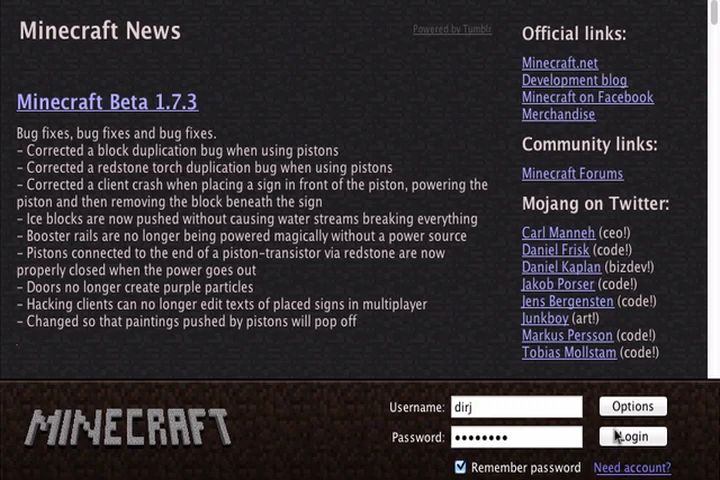 Minecraft News
Powered by Tumblr
Minecraft Beta 1.7.3
Bug fixes, bug fixes and bug fixes.
- Corrected a block duplication bug when using pistons
- Corrected a redstone torch duplication bug when using pistons
- Corrected a client crash when placing a sign in front of the piston, powering the
piston and then removing the block beneath the sign
- Ice blocks are now pushed without causing water streams breaking everything
- Booster rails are no longer being powered magically without a power source
- Pistons connected to the end of a piston-transistor via redstone are now
properly closed when the power goes out
- Doors no longer create purple particles
- Hacking clients can no longer edit texts of placed signs in multiplayer
- Changed so that paintings pushed by pistons will pop off
Official links:
Minecraft.net
Development blog
Minecraft on Facebook
Merchandise
Community links:
Minecraft Forums
Mojang on Twitter:
Carl Manneh (ceo!)
Daniel Frisk (code!)
Daniel Kaplan (bizdev!)
Jakob Porser (code!)
Jens Bergensten (code!)
Junkboy (art!)
Markus Persson (code!)
Tobias Mollstam (code!)
MINECRAFT
Username: dirj Options
Password: •••••••• Login
Remember password Need account?